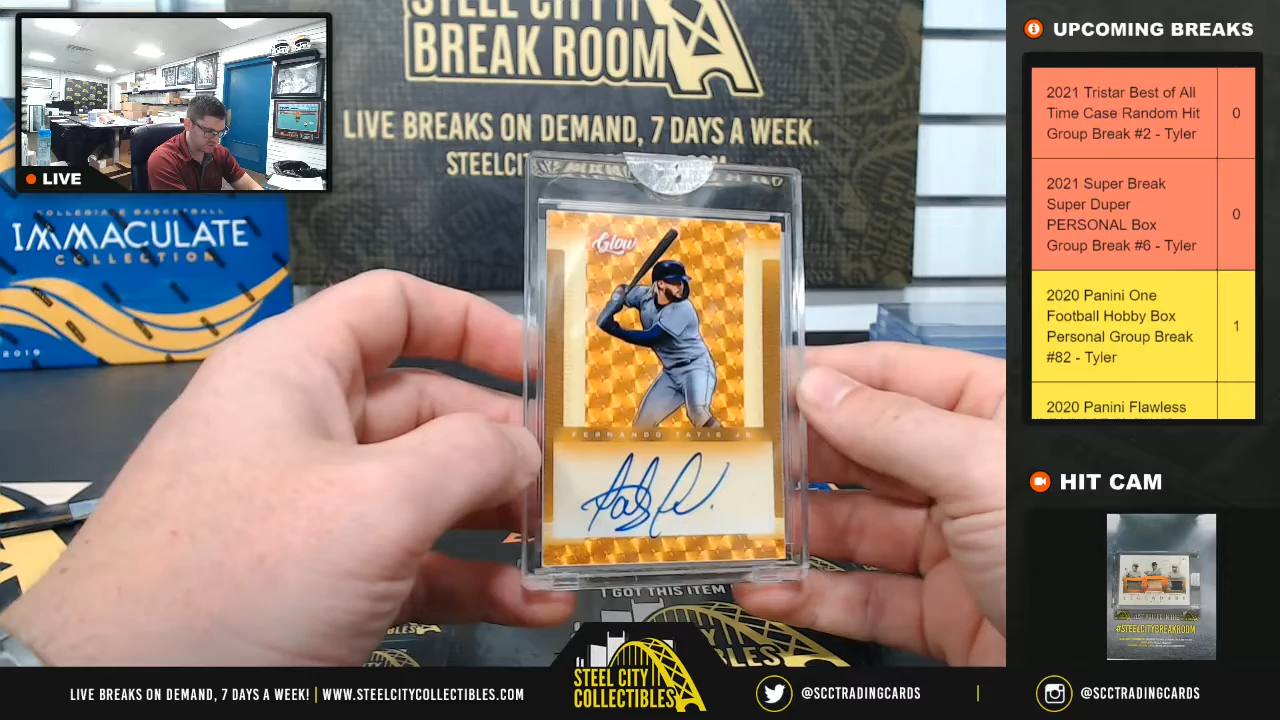 STEEL CITY
BREAK ROOM
LIVE BREAKS ON DEMAND, 7 DAYS A WEEK.
LIVE
COLLEGIATE BASKETBALL
IMMACULATE
COLLECTION
2019
Glow
FERNANDO TATIS JR
I GOT THIS ITEM
UPCOMING BREAKS
2021 Tristar Best of All
Time Case Random Hit
Group Break #2 - Tyler
0
2021 Super Break
Super Duper
PERSONAL Box
Group Break #6 - Tyler
0
2020 Panini One
Football Hobby Box
Personal Group Break
#82 - Tyler
1
2020 Panini Flawless
HIT CAM
#STEELCITYBREAKROOM
LIVE BREAKS ON DEMAND, 7 DAYS A WEEK! | WWW.STEELCITYCOLLECTIBLES.COM
STEEL CITY
COLLECTIBLES
@SCCTRADINGCARDS
@SCCTRADINGCARDS